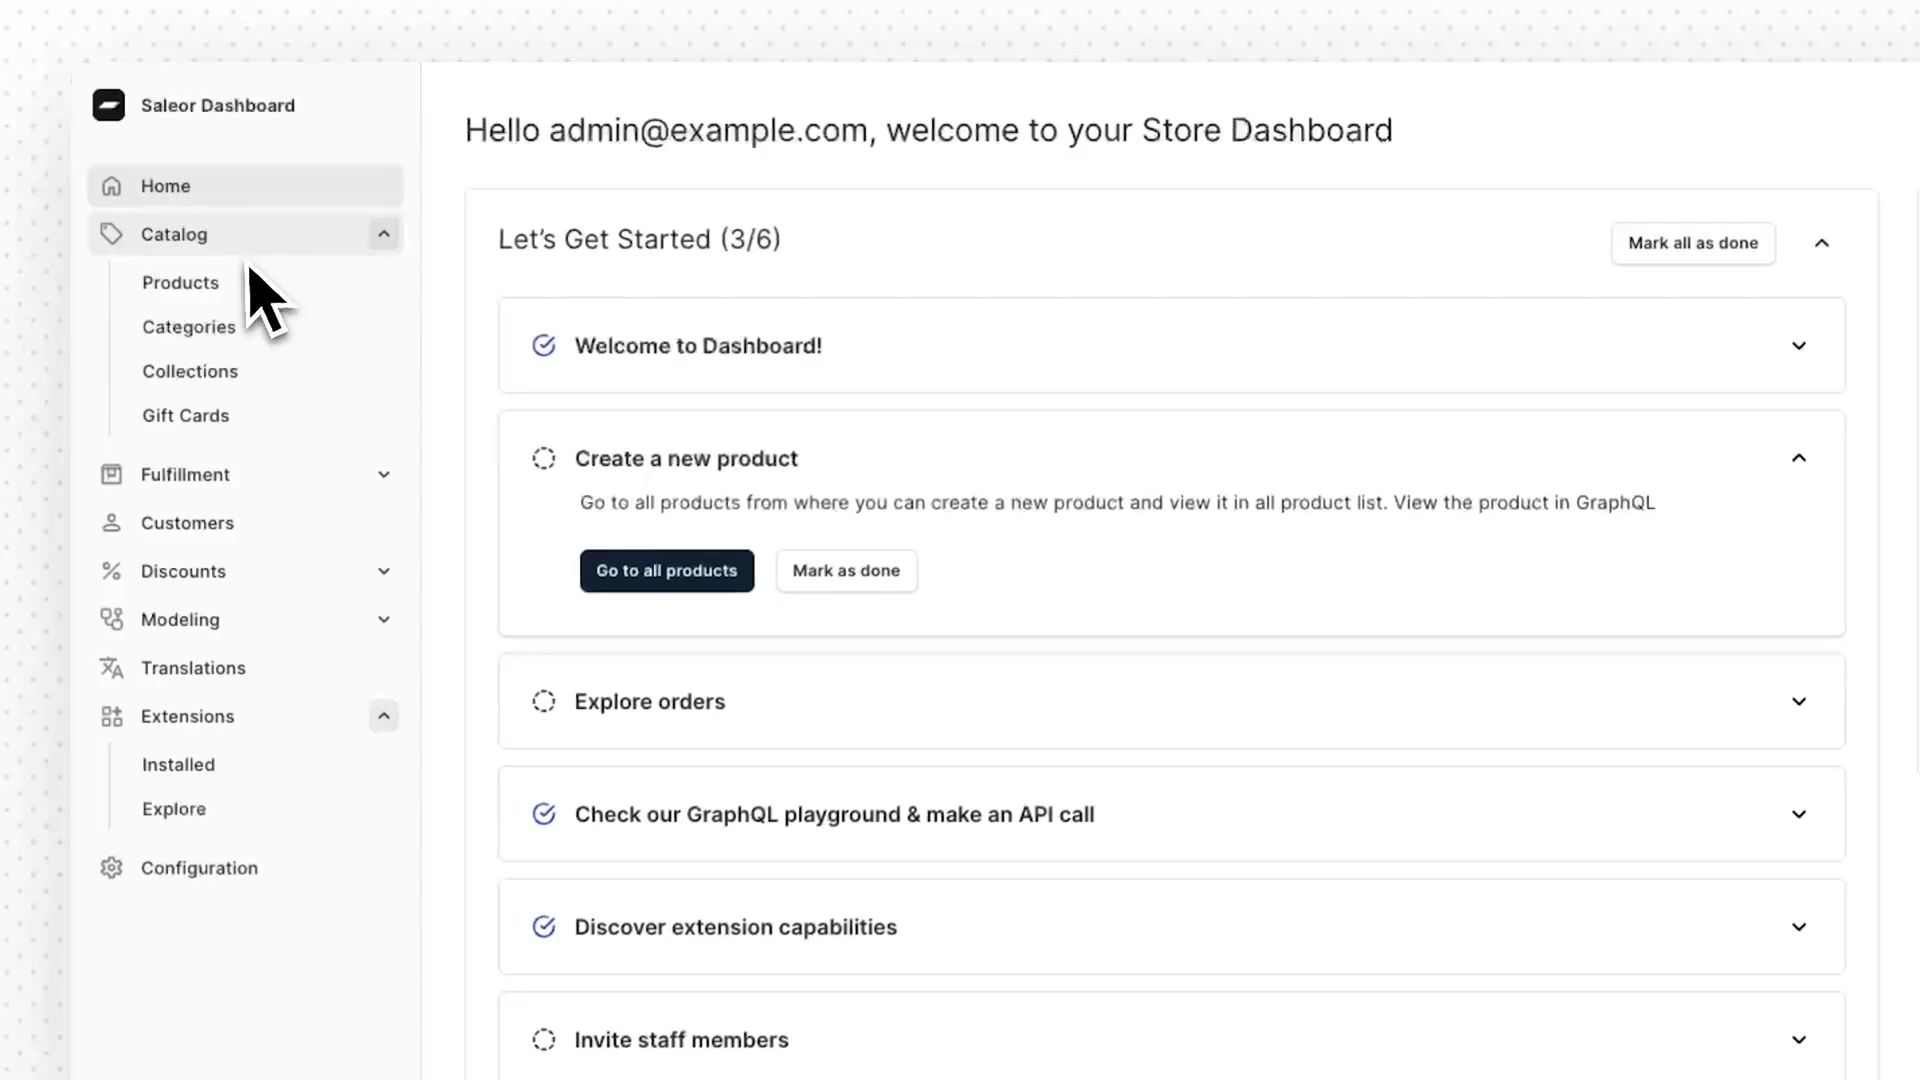 Saleor Dashboard
Home
Catalog
Products
Categories
Collections
Gift Cards
Fulfillment
Customers
Discounts
Modeling
Translations
Extensions
Installed
Explore
Configuration
Hello admin@example.com, welcome to your Store Dashboard
Let’s Get Started (3/6)
Mark all as done
Welcome to Dashboard!
Create a new product
Go to all products from where you can create a new product and view it in all product list. View the product in GraphQL
Go to all products
Mark as done
Explore orders
Check our GraphQL playground & make an API call
Discover extension capabilities
Invite staff members